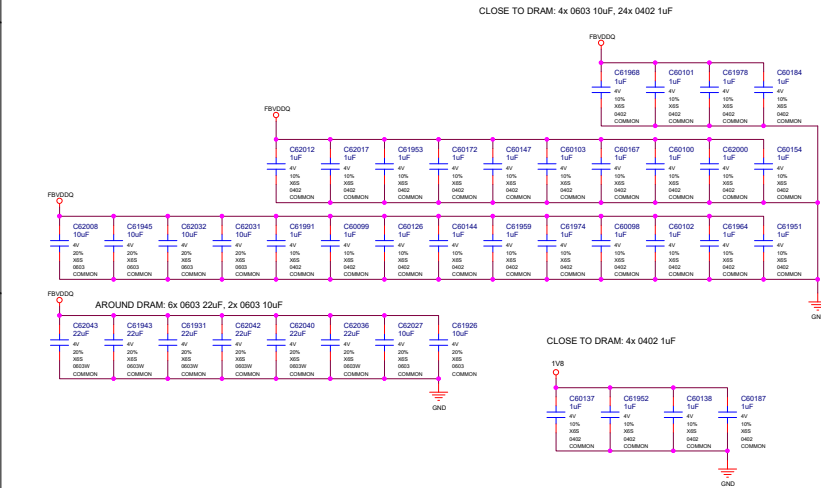 CLOSE TO DRAM: 4x 0603 10uF, 24x 0402 1uF
FBVDDQ
C61968 C60101 C61978 C60184
1uF 1uF 1uF 1uF
4V 4V 4V 4V
10% 10% 10% 10%
X6S X6S X6S X6S
0402 0402 0402 0402
COMMON COMMON COMMON COMMON
FBVDDQ
C62012 C62017 C61953 C60172 C60147 C60103 C60167 C60100 C62000 C60154
1uF 1uF 1uF 1uF 1uF 1uF 1uF 1uF 1uF 1uF
4V 4V 4V 4V 4V 4V 4V 4V 4V 4V
10% 10% 10% 10% 10% 10% 10% 10% 10% 10%
X6S X6S X6S X6S X6S X6S X6S X6S X6S X6S
0402 0402 0402 0402 0402 0402 0402 0402 0402 0402
COMMON COMMON COMMON COMMON COMMON COMMON COMMON COMMON COMMON COMMON
FBVDDQ
C62008 C61945 C62032 C62031 C61991 C60099 C60126 C60144 C61959 C61974 C60098 C60102 C61964 C61951
10uF 10uF 10uF 10uF 1uF 1uF 1uF 1uF 1uF 1uF 1uF 1uF 1uF 1uF
4V 4V 4V 4V 4V 4V 4V 4V 4V 4V 4V 4V 4V 4V
20% 20% 20% 20% 10% 10% 10% 10% 10% 10% 10% 10% 10% 10%
X6S X6S X6S X6S X6S X6S X6S X6S X6S X6S X6S X6S X6S X6S
0603 0603 0603 0603 0402 0402 0402 0402 0402 0402 0402 0402 0402 0402
COMMON COMMON COMMON COMMON COMMON COMMON COMMON COMMON COMMON COMMON COMMON COMMON COMMON COMMON
GN
FBVDDQ
AROUND DRAM: 6x 0603 22uF, 2x 0603 10uF
C62043 C61943 C61931 C62042 C62040 C62036 C62027 C61926
22uF 22uF 22uF 22uF 22uF 22uF 10uF 10uF
4V 4V 4V 4V 4V 4V 4V 4V
20% 20% 20% 20% 20% 20% 20% 20%
X6S X6S X6S X6S X6S X6S X6S X6S
0603W 0603W 0603W 0603W 0603W 0603W 0603 0603
COMMON COMMON COMMON COMMON COMMON COMMON COMMON COMMON
GND
CLOSE TO DRAM: 4x 0402 1uF
1V8
C60137 C61952 C60138 C60187
1uF 1uF 1uF 1uF
4V 4V 4V 4V
10% 10% 10% 10%
X6S X6S X6S X6S
0402 0402 0402 0402
COMMON COMMON COMMON COMMON
GND